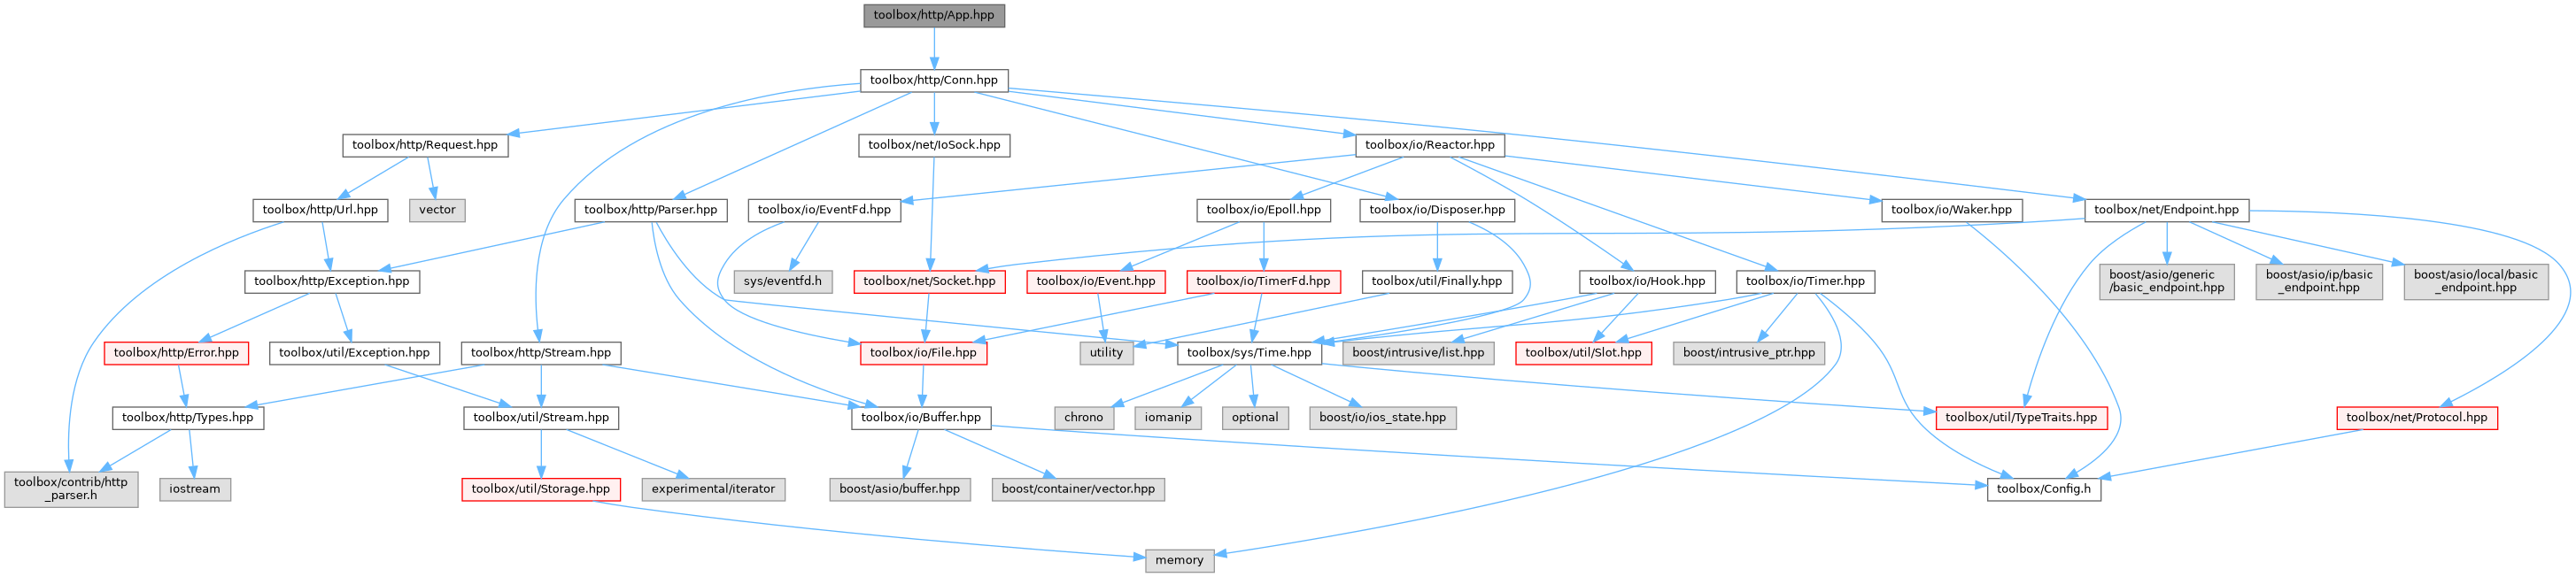 toolbox/http/App.hpp
toolbox/http/Conn.hpp
toolbox/http/Request.hpp
toolbox/net/IoSock.hpp
toolbox/io/Reactor.hpp
toolbox/http/Url.hpp
vector
toolbox/http/Parser.hpp
toolbox/io/EventFd.hpp
toolbox/io/Epoll.hpp
toolbox/io/Disposer.hpp
toolbox/io/Waker.hpp
toolbox/net/Endpoint.hpp
toolbox/http/Exception.hpp
sys/eventfd.h
toolbox/net/Socket.hpp
toolbox/io/Event.hpp
toolbox/io/TimerFd.hpp
toolbox/util/Finally.hpp
toolbox/io/Hook.hpp
toolbox/io/Timer.hpp
boost/asio/generic
/basic_endpoint.hpp
boost/asio/ip/basic
_endpoint.hpp
boost/asio/local/basic
_endpoint.hpp
toolbox/http/Error.hpp
toolbox/util/Exception.hpp
toolbox/http/Stream.hpp
toolbox/io/File.hpp
utility
toolbox/sys/Time.hpp
boost/intrusive/list.hpp
toolbox/util/Slot.hpp
boost/intrusive_ptr.hpp
toolbox/http/Types.hpp
toolbox/util/Stream.hpp
toolbox/io/Buffer.hpp
chrono
iomanip
optional
boost/io/ios_state.hpp
toolbox/util/TypeTraits.hpp
toolbox/net/Protocol.hpp
toolbox/contrib/http
_parser.h
iostream
toolbox/util/Storage.hpp
experimental/iterator
boost/asio/buffer.hpp
boost/container/vector.hpp
toolbox/Config.h
memory